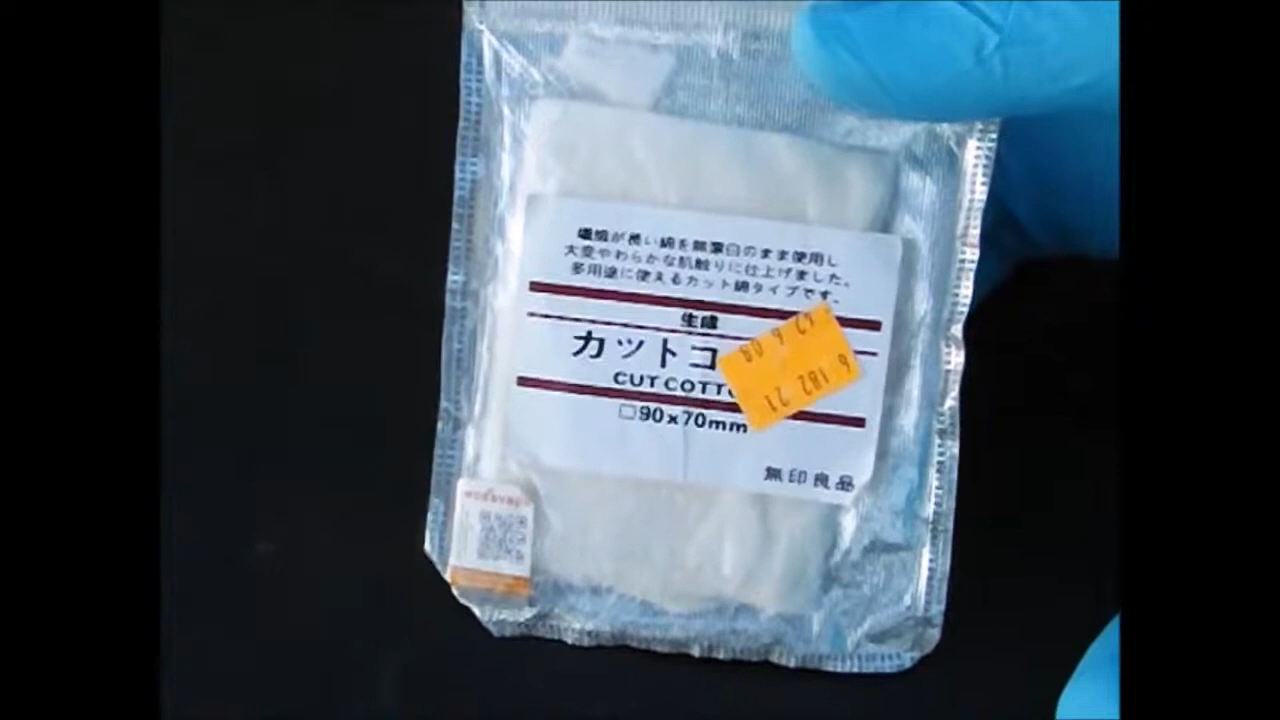 繊維が長い綿を無漂白のまま使用し
大変やわらかな肌触りに仕上げました。
多用途に使えるカット綿タイプです。
生成
カットコ
CUT COTTO
□90x70mm
無印良品